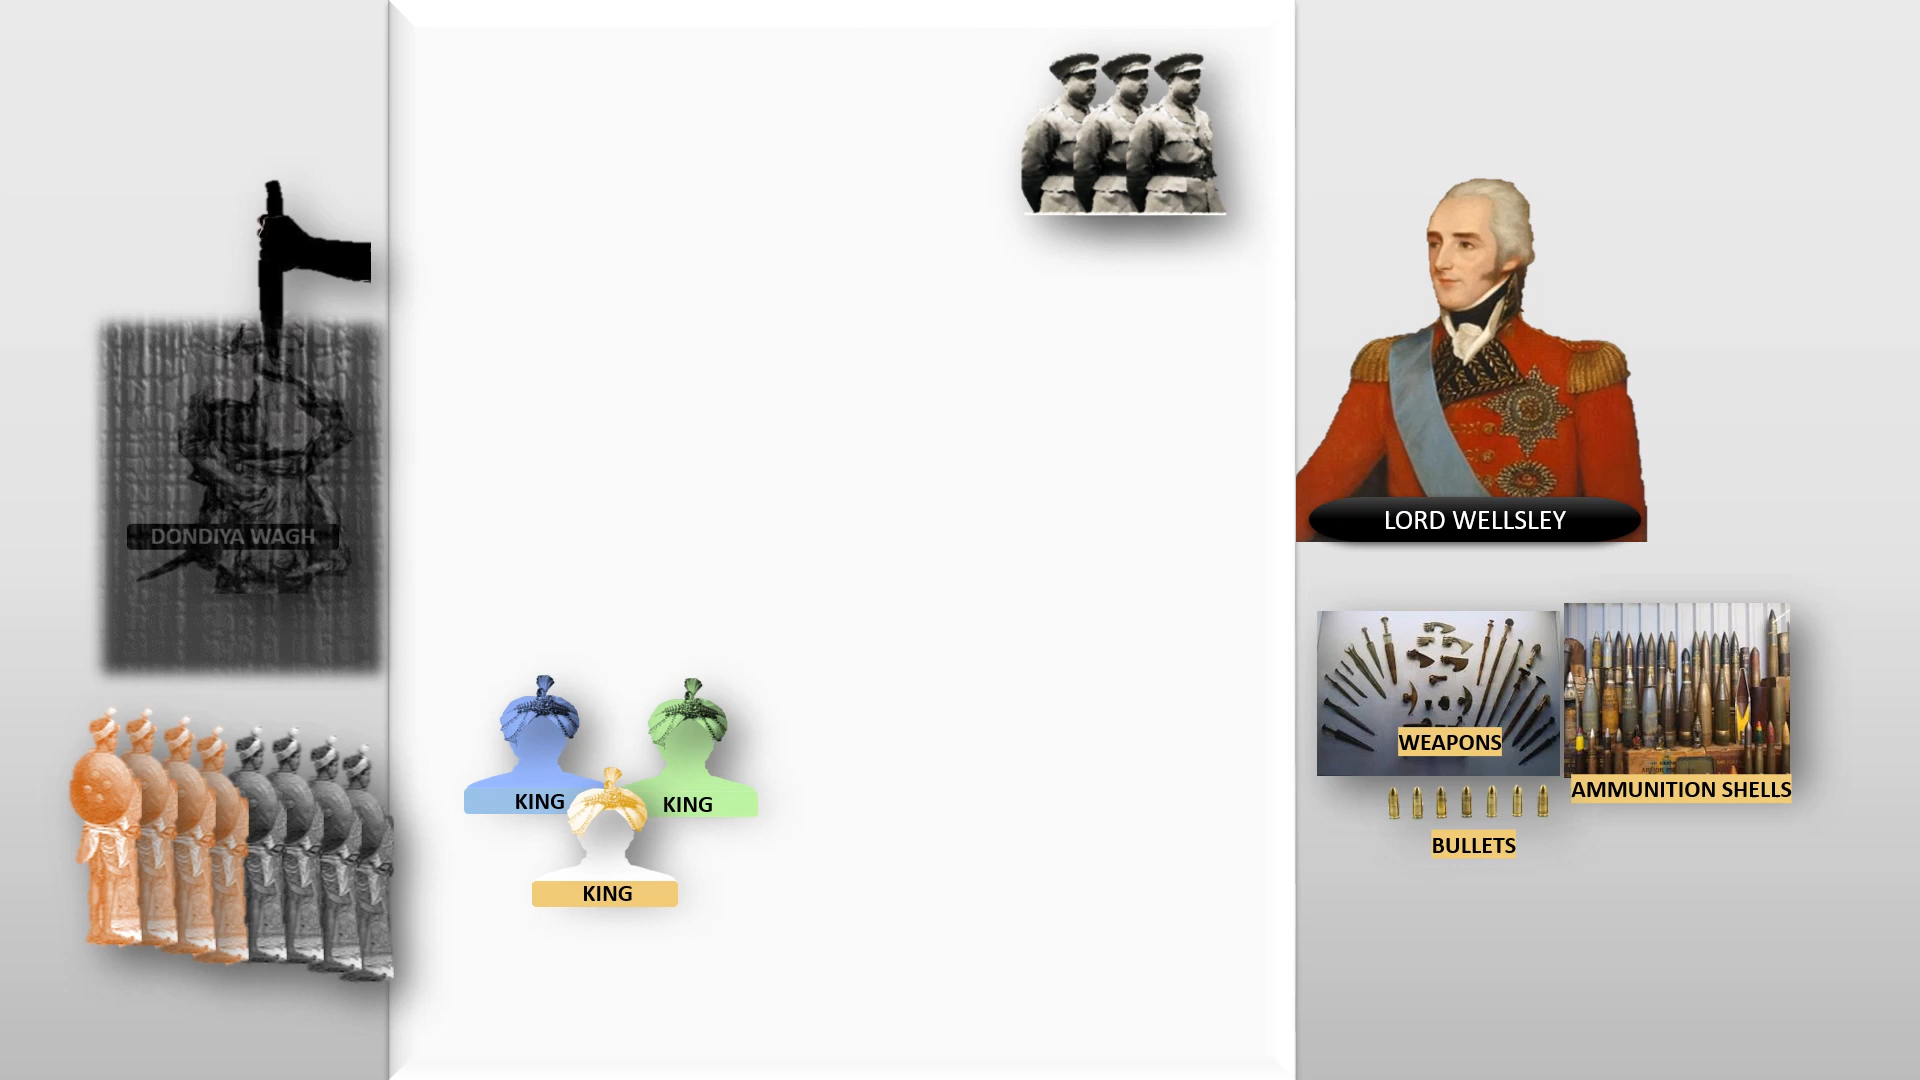 DONDIYA WAGH
KING
KING
KING
LORD WELLSLEY
WEAPONS
AMMUNITION SHELLS
BULLETS